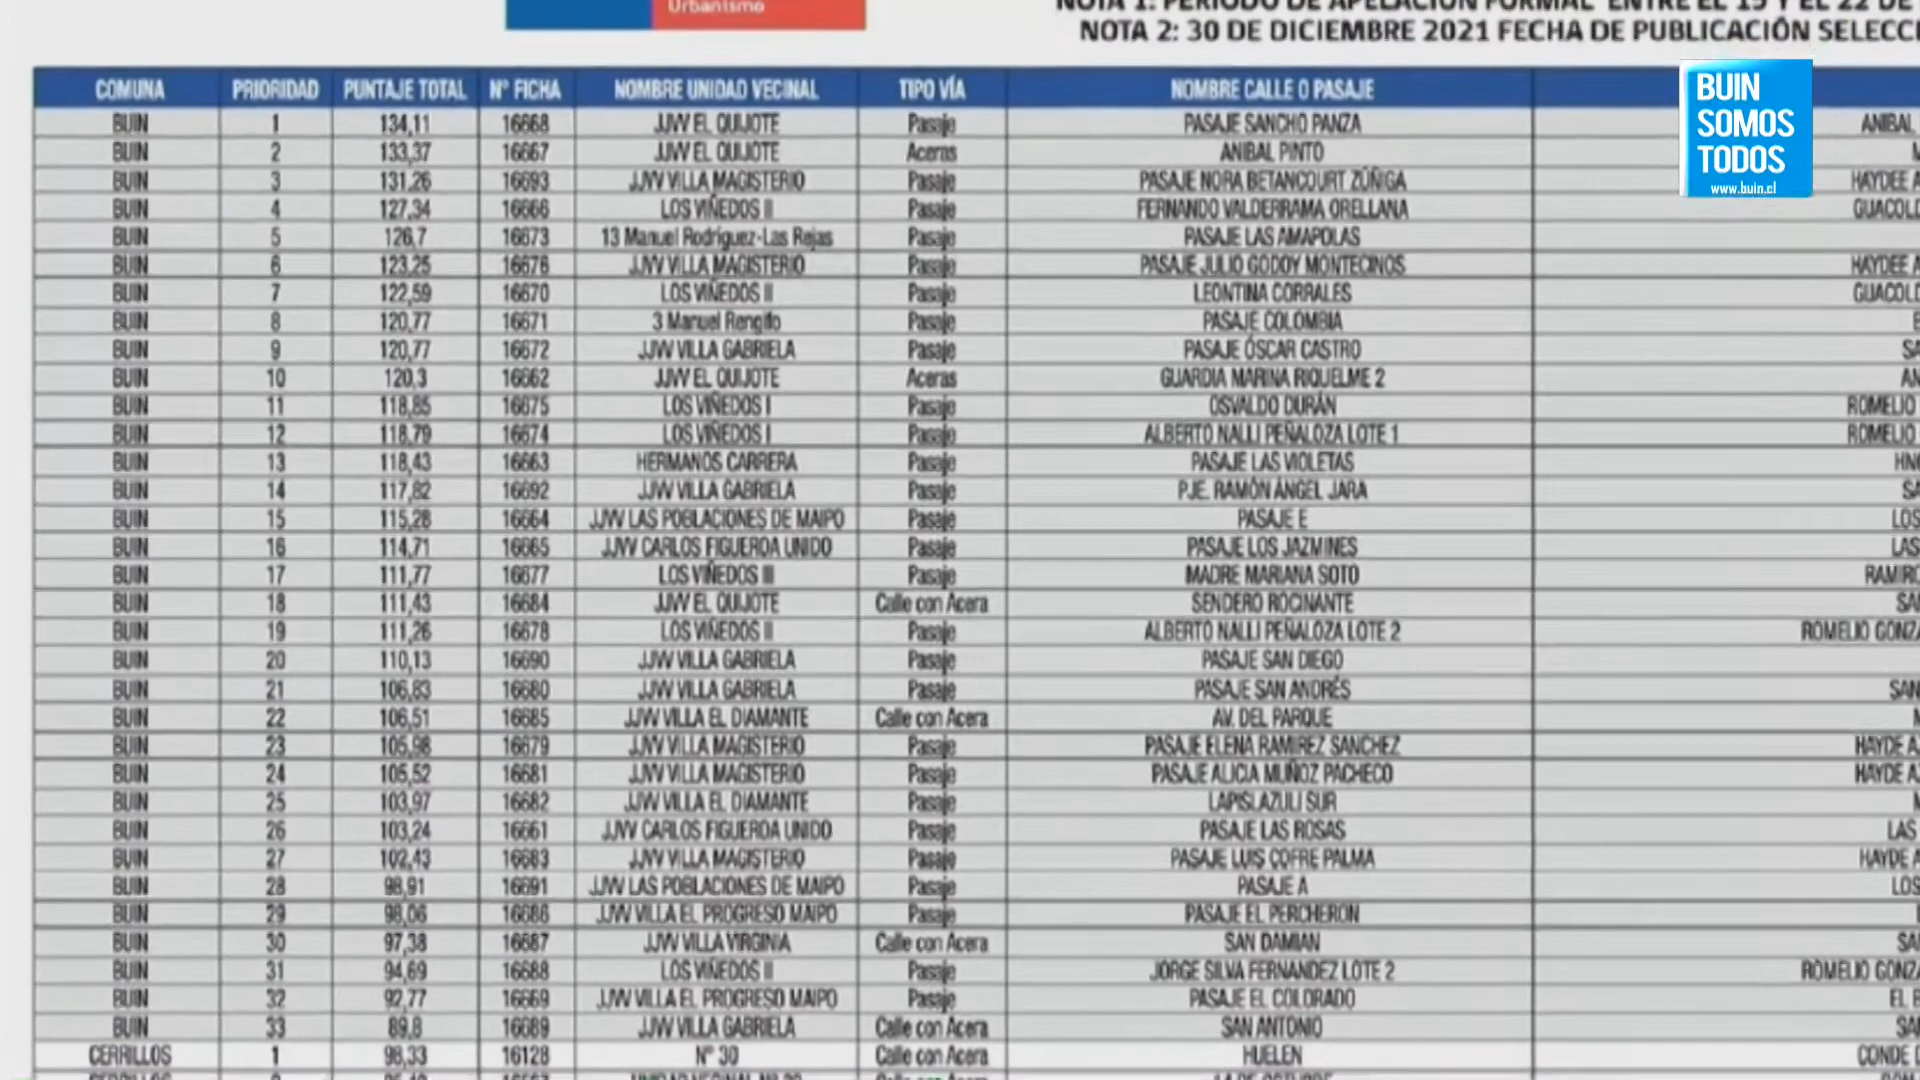 Urbanismo
NOTA 1: PERIODO DE APELACIÓN FORMAL ENTRE EL 15 Y EL 22 DE
NOTA 2: 30 DE DICIEMBRE 2021 FECHA DE PUBLICACIÓN SELECCI
BUIN SOMOS TODOS
www.buin.cl
COMUNA PRIORIDAD PUNTAJE TOTAL N° FICHA NOMBRE UNIDAD VECINAL TIPO VÍA NOMBRE CALLE O PASAJE
BUIN 1 134,11 16668 JJVV EL QUIJOTE Pasaje PASAJE SANCHO PANZA ANIBAL
BUIN 2 133,37 16667 JJVV EL QUIJOTE Aceras ANIBAL PINTO
BUIN 3 131,26 16693 JJVV VILLA MAGISTERIO Pasaje PASAJE NORA BETANCOURT ZÚÑIGA HAYDEE A
BUIN 4 127,34 16666 LOS VIÑEDOS II Pasaje FERNANDO VALDERRAMA ORELLANA GUACOLD
BUIN 5 126,7 16673 13 Manuel Rodríguez-Las Rejas Pasaje PASAJE LAS AMAPOLAS
BUIN 6 123,25 16676 JJVV VILLA MAGISTERIO Pasaje PASAJE JULIO GODOY MONTECINOS HAYDEE A
BUIN 7 122,59 16670 LOS VIÑEDOS II Pasaje LEONTINA CORRALES GUACOLD
BUIN 8 120,77 16671 3 Manuel Rengifo Pasaje PASAJE COLOMBIA
BUIN 9 120,77 16672 JJVV VILLA GABRIELA Pasaje PASAJE ÓSCAR CASTRO SA
BUIN 10 120,3 16662 JJVV EL QUIJOTE Aceras GUARDIA MARINA RIQUELME 2 AN
BUIN 11 118,85 16675 LOS VIÑEDOS I Pasaje OSVALDO DURÁN ROMELIO
BUIN 12 118,79 16674 LOS VIÑEDOS I Pasaje ALBERTO NALLI PEÑALOZA LOTE 1 ROMELIO
BUIN 13 118,43 16663 HERMANOS CARRERA Pasaje PASAJE LAS VIOLETAS HN
BUIN 14 117,82 16692 JJVV VILLA GABRIELA Pasaje PJE. RAMÓN ÁNGEL JARA SA
BUIN 15 115,28 16664 JJVV LAS POBLACIONES DE MAIPO Pasaje PASAJE E LOS
BUIN 16 114,71 16665 JJVV CARLOS FIGUEROA UNIDO Pasaje PASAJE LOS JAZMINES LAS
BUIN 17 111,77 16677 LOS VIÑEDOS III Pasaje MADRE MARIANA SOTO RAMIRO
BUIN 18 111,43 16684 JJVV EL QUIJOTE Calle con Acera SENDERO ROCINANTE SA
BUIN 19 111,26 16678 LOS VIÑEDOS II Pasaje ALBERTO NALLI PEÑALOZA LOTE 2 ROMELIO GONZA
BUIN 20 110,13 16690 JJVV VILLA GABRIELA Pasaje PASAJE SAN DIEGO
BUIN 21 106,83 16680 JJVV VILLA GABRIELA Pasaje PASAJE SAN ANDRÉS SAN
BUIN 22 106,51 16685 JJVV VILLA EL DIAMANTE Calle con Acera AV. DEL PARQUE
BUIN 23 105,98 16679 JJVV VILLA MAGISTERIO Pasaje PASAJE ELENA RAMIREZ SANCHEZ HAYDE A
BUIN 24 105,52 16681 JJVV VILLA MAGISTERIO Pasaje PASAJE ALICIA MUÑOZ PACHECO HAYDE A
BUIN 25 103,97 16682 JJVV VILLA EL DIAMANTE Pasaje LAPISLAZULI SUR
BUIN 26 103,24 16661 JJVV CARLOS FIGUEROA UNIDO Pasaje PASAJE LAS ROSAS LAS
BUIN 27 102,43 16683 JJVV VILLA MAGISTERIO Pasaje PASAJE LUIS COFRE PALMA HAYDE A
BUIN 28 98,91 16691 JJVV LAS POBLACIONES DE MAIPO Pasaje PASAJE A LOS
BUIN 29 98,06 16686 JJVV VILLA EL PROGRESO MAIPO Pasaje PASAJE EL PERCHERON
BUIN 30 97,38 16687 JJVV VILLA VIRGINIA Calle con Acera SAN DAMIAN SA
BUIN 31 94,69 16688 LOS VIÑEDOS II Pasaje JORGE SILVA FERNANDEZ LOTE 2 ROMELIO GONZA
BUIN 32 92,77 16669 JJVV VILLA EL PROGRESO MAIPO Pasaje PASAJE EL COLORADO EL
BUIN 33 89,8 16689 JJVV VILLA GABRIELA Calle con Acera SAN ANTONIO SA
CERRILLOS 1 98,33 16128 N° 30 Calle con Acera HUELEN CONDE